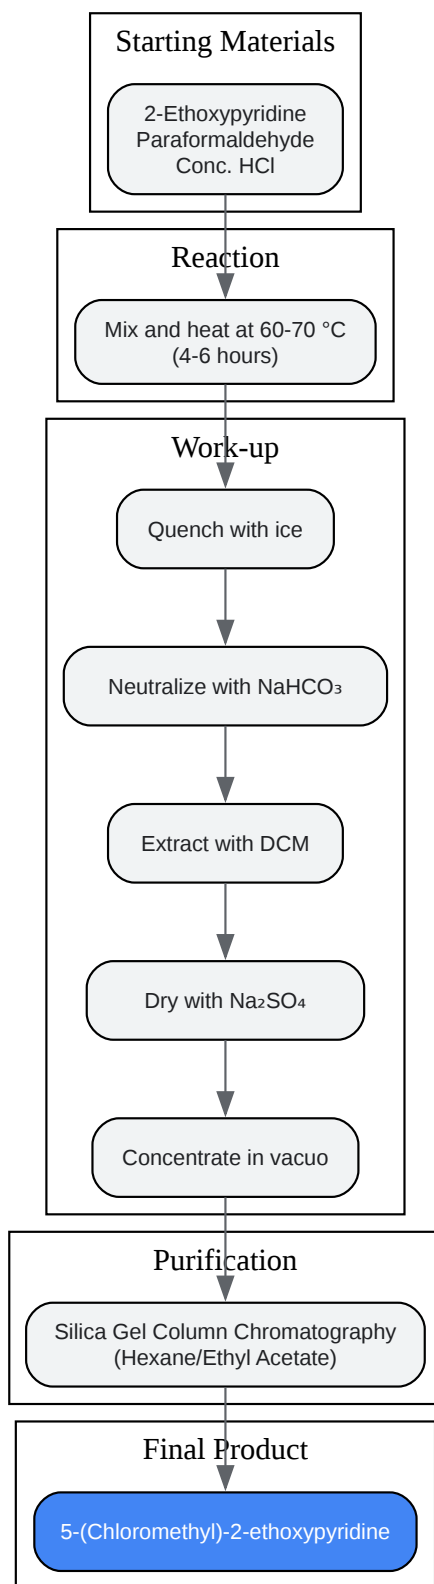 Starting Materials
2-Ethoxypyridine
Paraformaldehyde
Conc. HCl
Reaction
Mix and heat at 60-70 °C
(4-6 hours)
Work-up
Quench with ice
Neutralize with NaHCO₃
Extract with DCM
Dry with Na₂SO₄
Concentrate in vacuo
Purification
Silica Gel Column Chromatography
(Hexane/Ethyl Acetate)
Final Product
5-(Chloromethyl)-2-ethoxypyridine